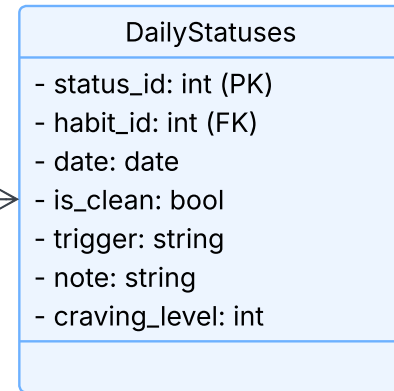 DailyStatuses
- status_id: int (PK)
- habit_id: int (FK)
- date: date
- is_clean: bool
- trigger: string
- note: string
- craving_level: int